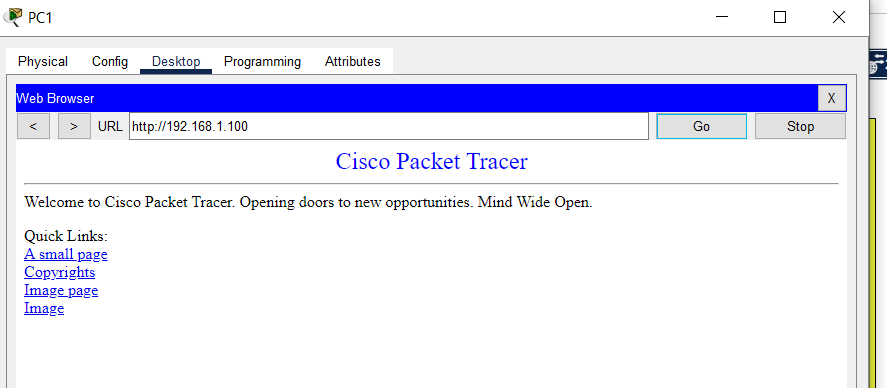 PC1
Physical Config Desktop Programming Attributes
Web Browser X
< > URL http://192.168.1.100 Go Stop
Cisco Packet Tracer
Welcome to Cisco Packet Tracer. Opening doors to new opportunities. Mind Wide Open.
Quick Links:
A small page
Copyrights
Image page
Image